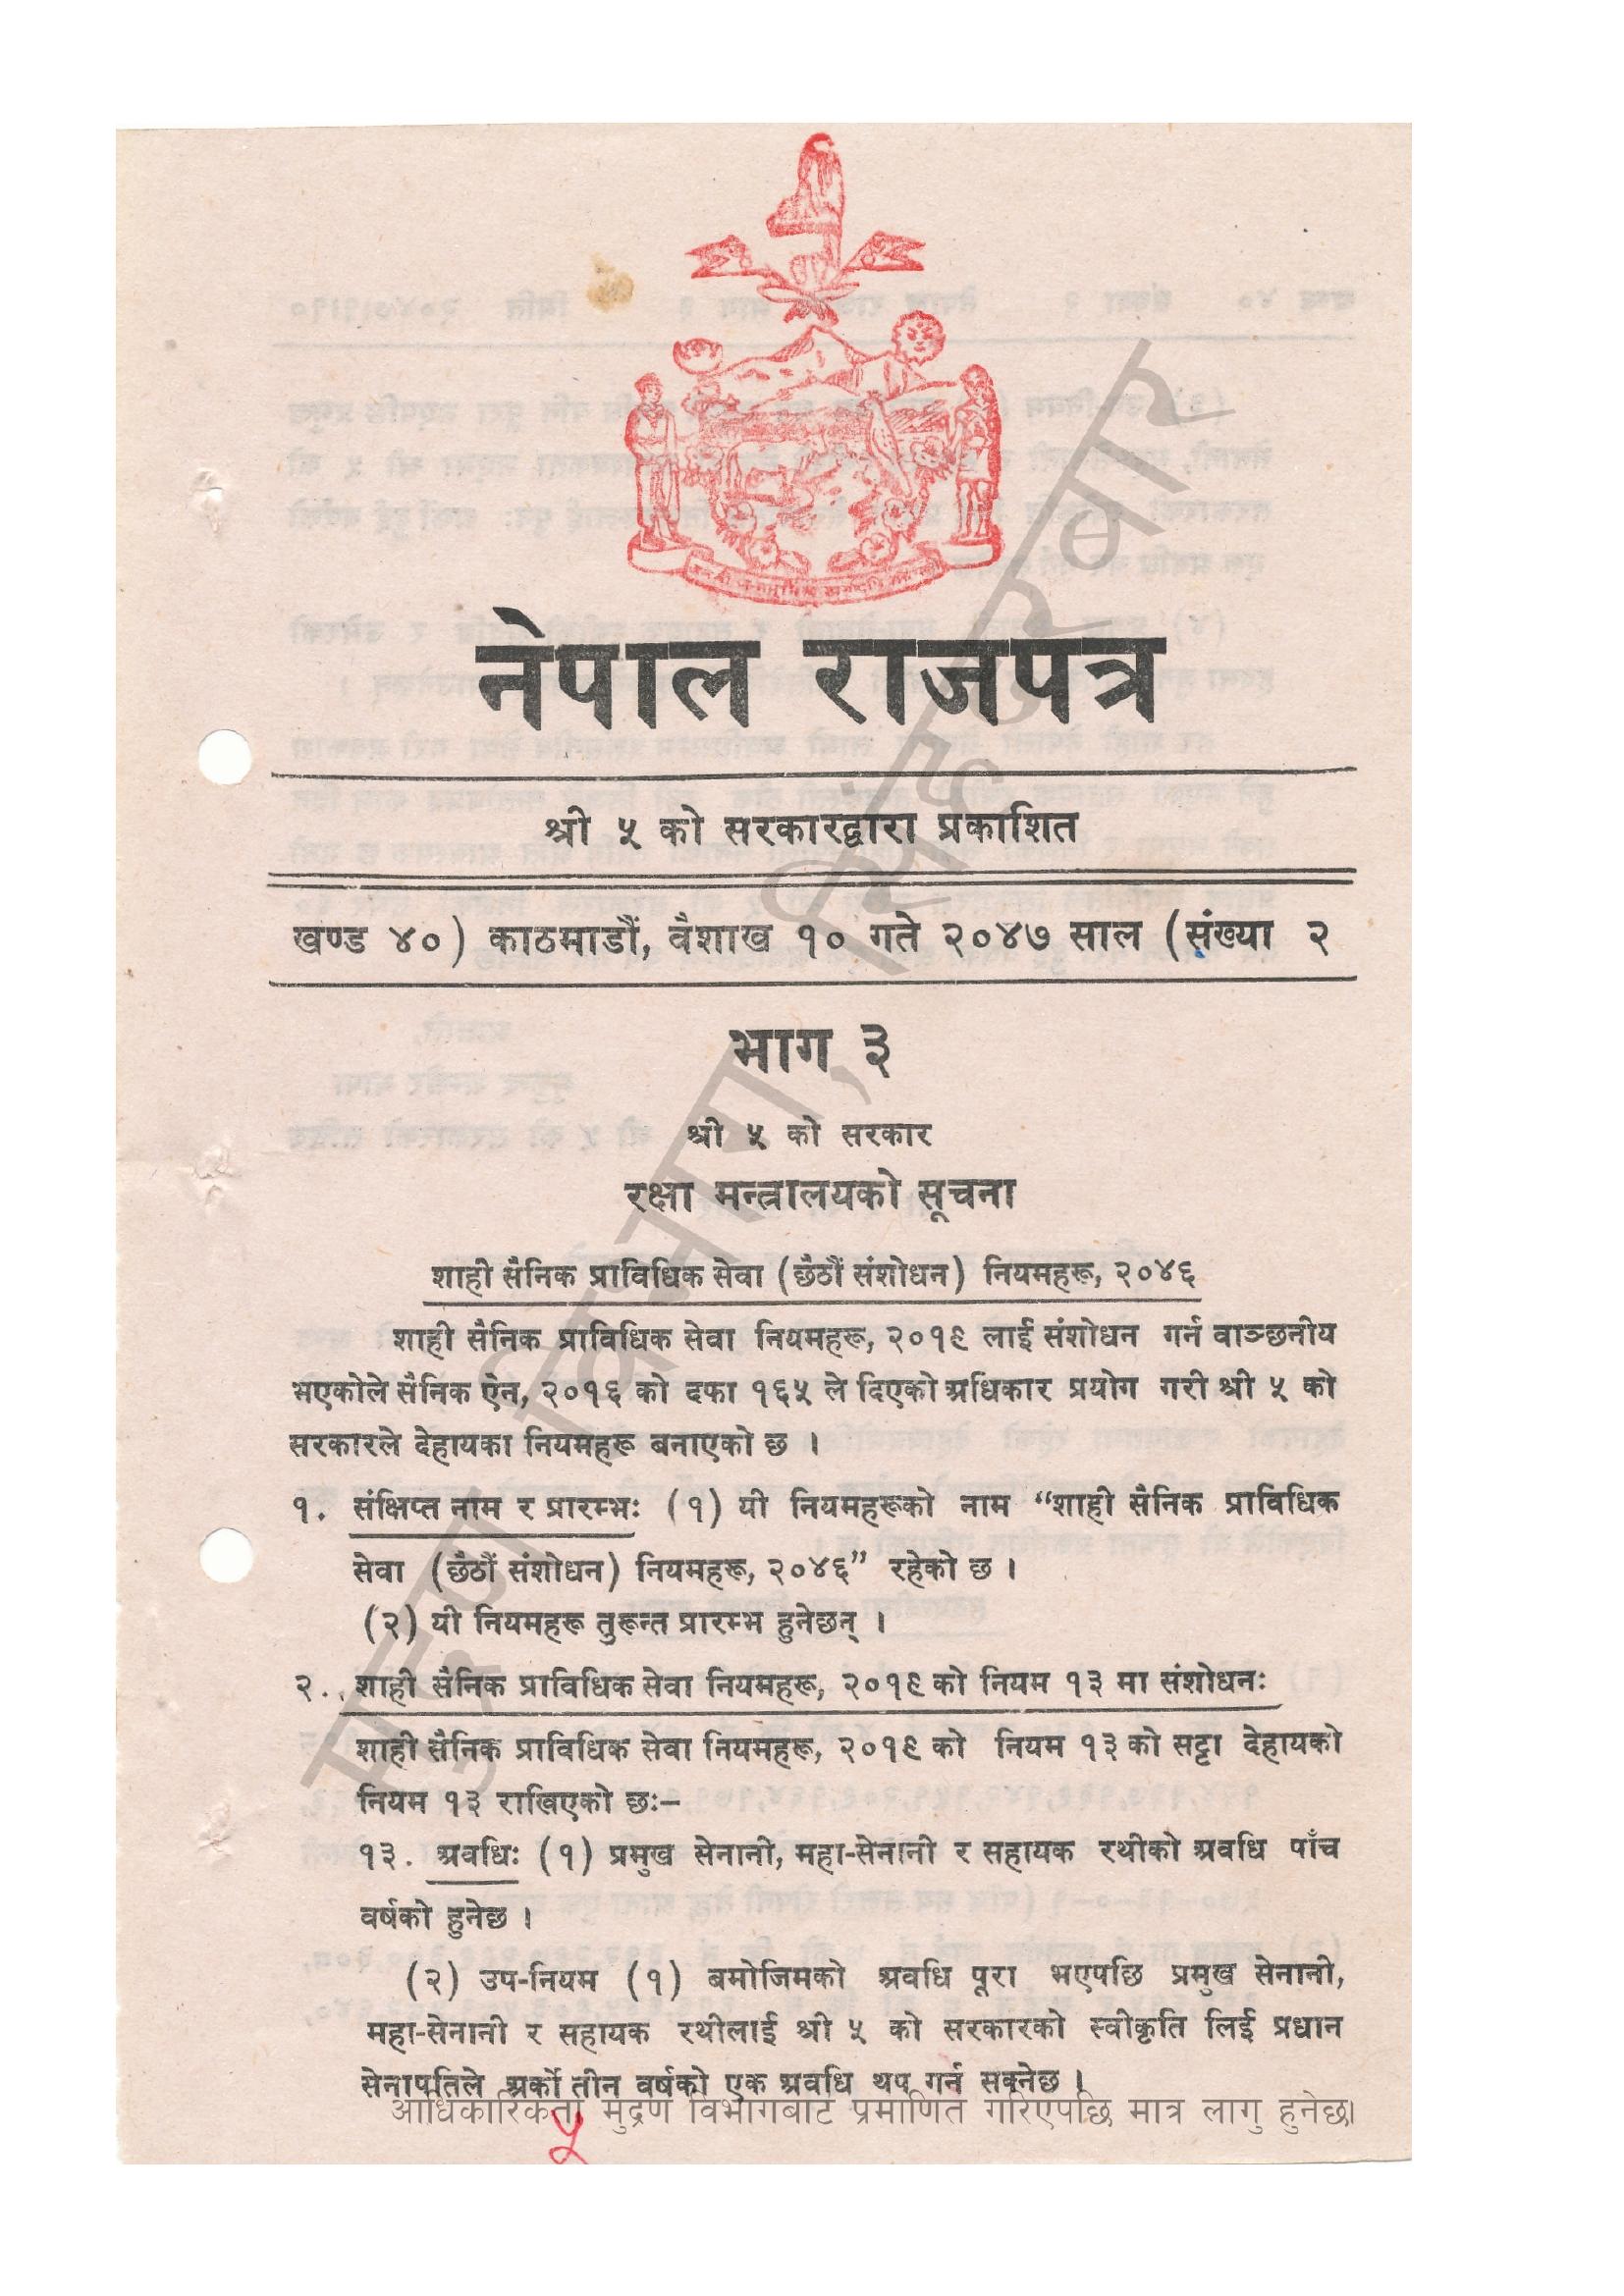 नेपाल राजपत्र
श्री ५ को सरकारद्वारा प्रकाशित
खण्ड ४०) काठमाडौं, वैशाख १० गते २०४७ साल (संख्या २
भाग ३
श्री ५ को सरकार
रक्षा मन्त्रालयको सूचना
शाही सैनिक प्राविधिक सेवा (छैठौं संशोधन) नियमहरू, २०४६
शाही सैनिक प्राविधिक सेवा नियमहरू, २०१९ लाई संशोधन गर्न वाञ्छनीय
भएकोले सैनिक ऐन, २०१६ को दफा १६५ ले दिएको अधिकार प्रयोग गरी श्री ५ को
सरकारले देहायका नियमहरू बनाएको छ ।
१. संक्षिप्त नाम र प्रारम्भः (१) यी नियमहरूको नाम “शाही सैनिक प्राविधिक
सेवा (छैठौं संशोधन) नियमहरू, २०४६” रहेको छ ।
(२) यी नियमहरू तुरून्त प्रारम्भ हुनेछन् ।
२. शाही सैनिक प्राविधिक सेवा नियमहरू, २०१९ को नियम १३ मा संशोधनः
शाही सैनिक प्राविधिक सेवा नियमहरू, २०१९ को नियम १३ को सट्टा देहायको
नियम १३ राखिएको छः–
१३. अवधिः (१) प्रमुख सेनानी, महा-सेनानी र सहायक रथीको अवधि पाँच
वर्षको हुनेछ ।
(२) उप-नियम (१) बमोजिमको अवधि पूरा भएपछि प्रमुख सेनानी,
महा-सेनानी र सहायक रथीलाई श्री ५ को सरकारको स्वीकृति लिई प्रधान
सेनापतिले अर्को तीन वर्षको एक अवधि थप गर्न सक्नेछ ।
आधिकारिकता मुद्रण विभागबाट प्रमाणित गरिएपछि मात्र लागु हुनेछ।
५
मुद्रण विभाग, सिंहदरबार